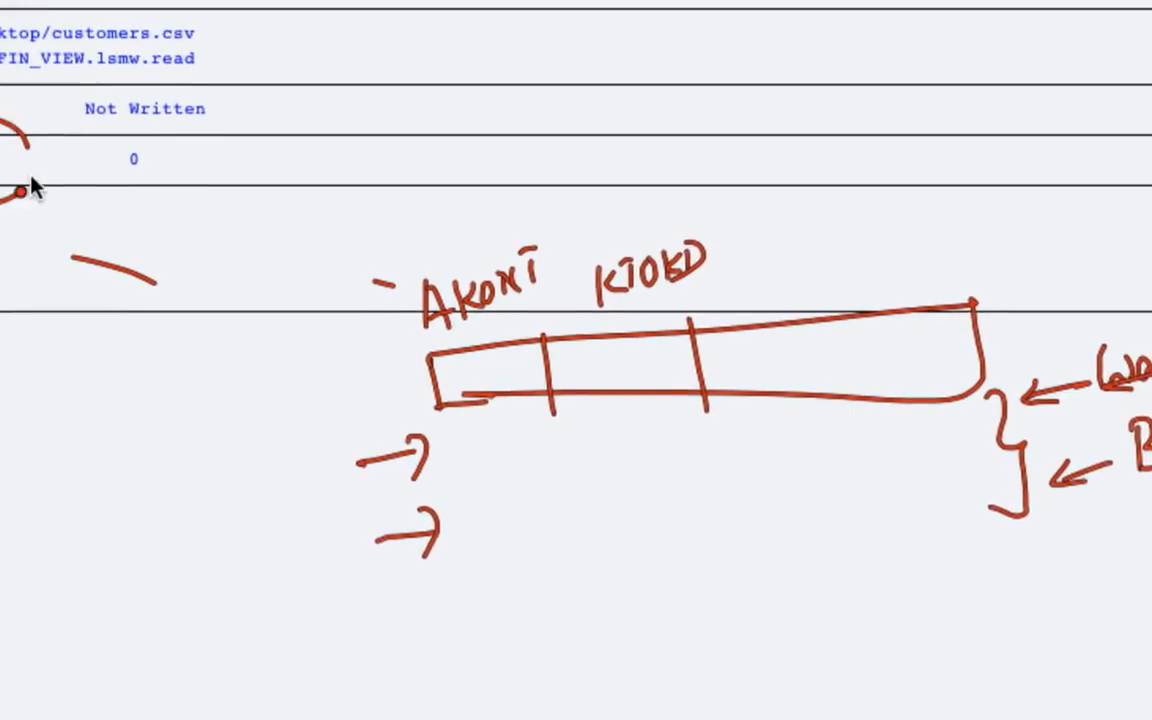 ktop/customers.csv
FIN_VIEW.lsmw.read
Not Written
0
AKONT KTOKD